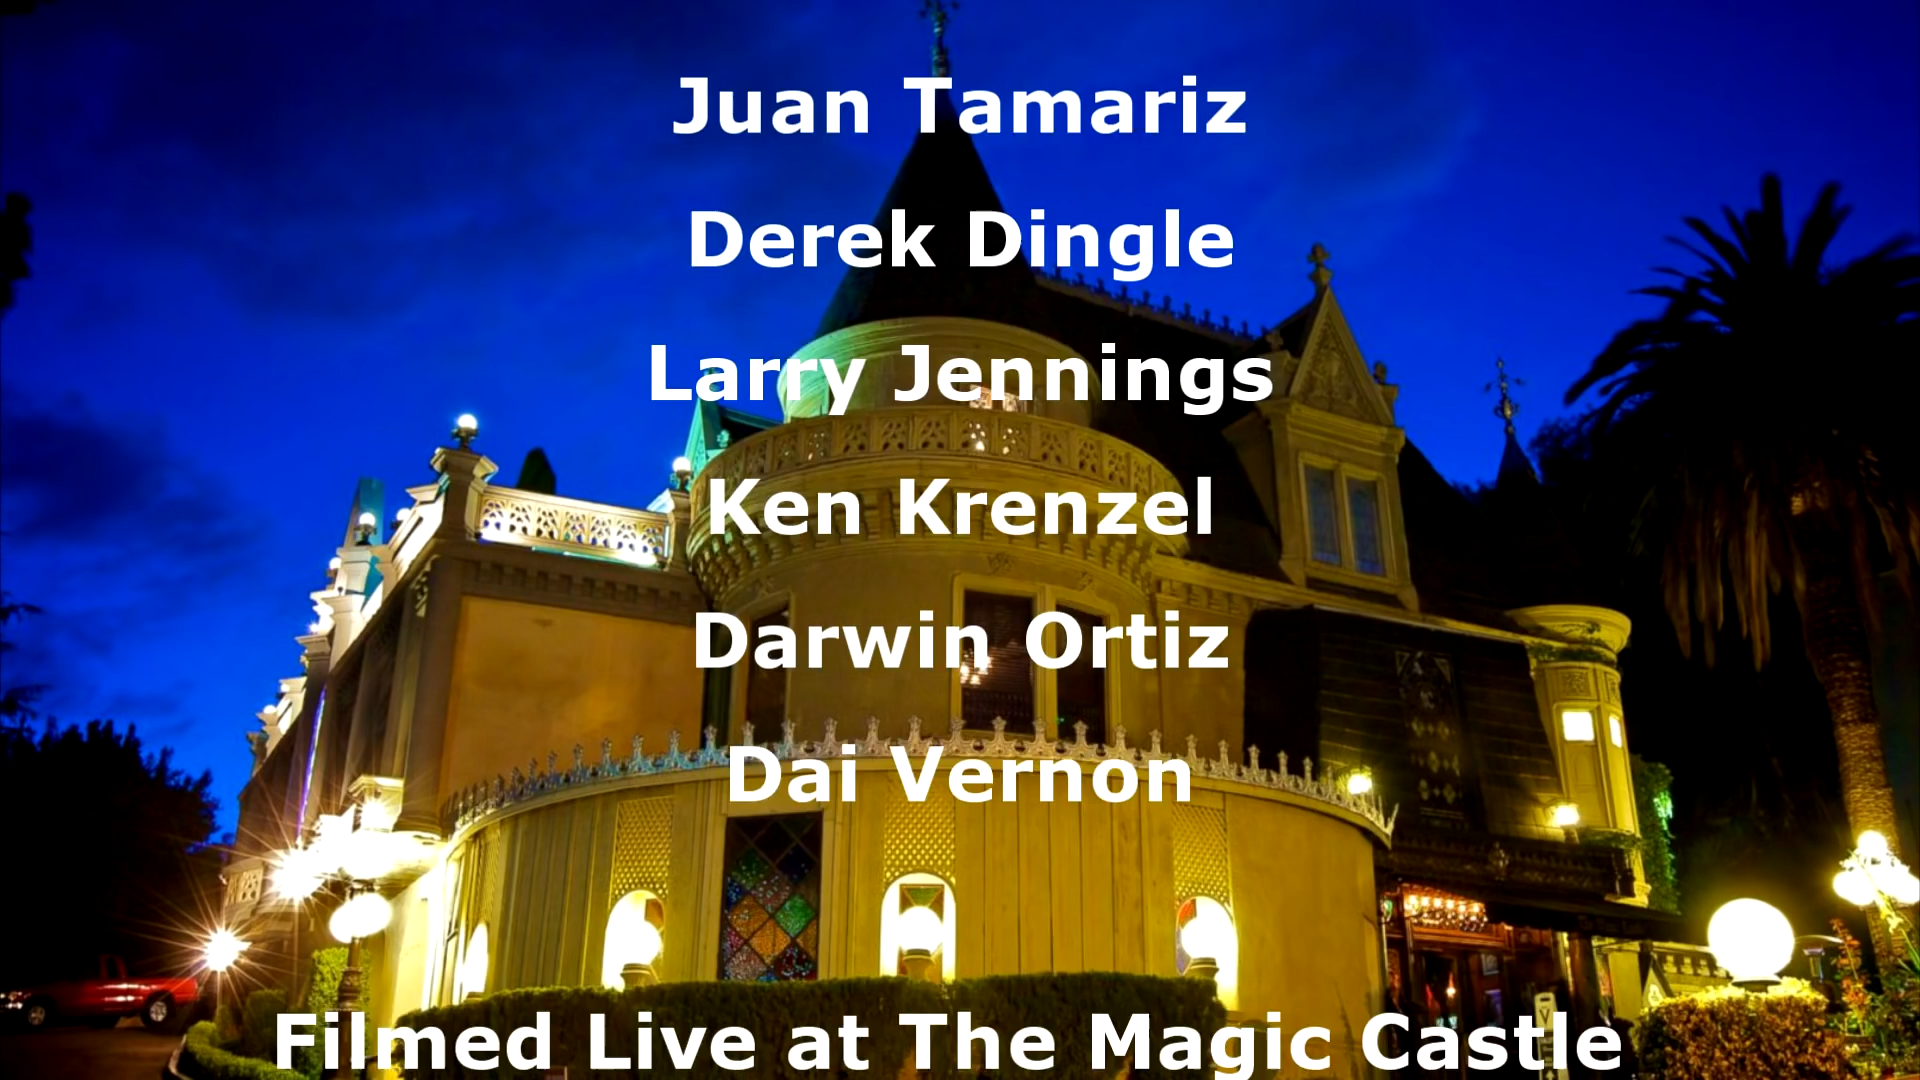 Juan Tamariz
Derek Dingle
Larry Jennings
Ken Krenzel
Darwin Ortiz
Dai Vernon
Filmed Live at The Magic Castle